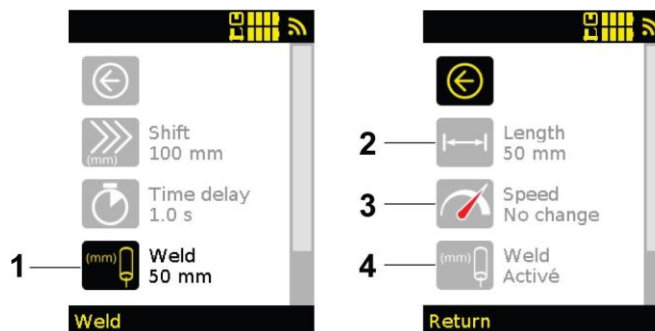 Shift
100 mm
(mm)
Time delay
1.0 s
1
(mm)
Weld
50 mm
Weld
2
Length
50 mm
3
Speed
No change
4
(mm)
Weld
Activé
Return